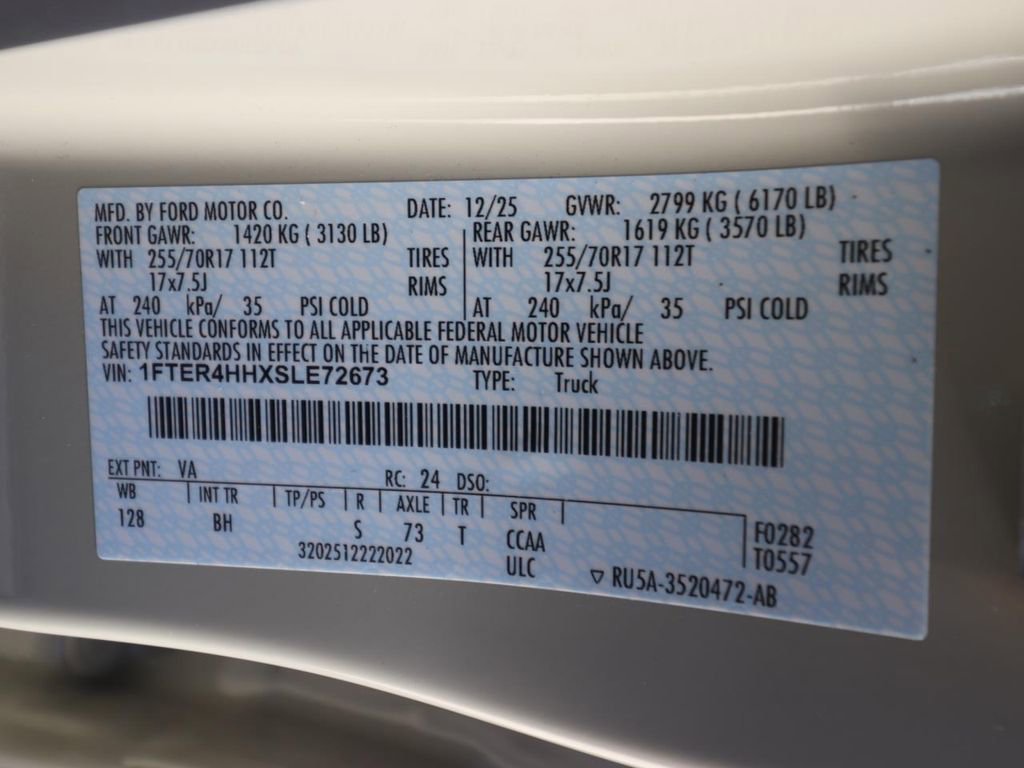 MFD. BY FORD MOTOR CO. DATE: 12/25 GVWR: 2799 KG ( 6170 LB)
FRONT GAWR: 1420 KG ( 3130 LB) REAR GAWR: 1619 KG ( 3570 LB)
WITH 255/70R17 112T TIRES WITH 255/70R17 112T TIRES
17x7.5J RIMS 17x7.5J RIMS
AT 240 kPa/ 35 PSI COLD AT 240 kPa/ 35 PSI COLD
THIS VEHICLE CONFORMS TO ALL APPLICABLE FEDERAL MOTOR VEHICLE
SAFETY STANDARDS IN EFFECT ON THE DATE OF MANUFACTURE SHOWN ABOVE.
VIN: 1FTER4HHXSLE72673 TYPE: Truck
EXT PNT: VA RC: 24 DSO:
WB INT TR TP/PS R AXLE TR SPR
128 BH S 73 T CCAA F0282
3202512222022 ULC T0557
▽ RU5A-3520472-AB